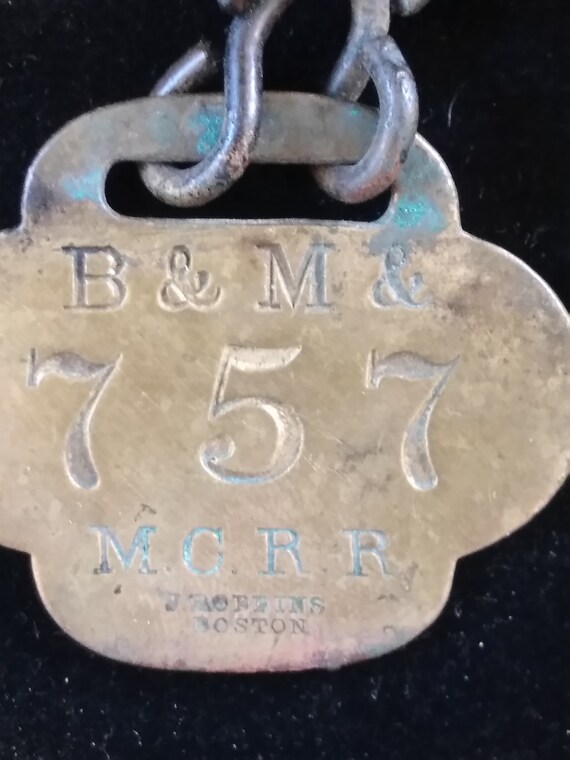 B & M &
757
M.C.R.R
J. ROBBINS
BOSTON